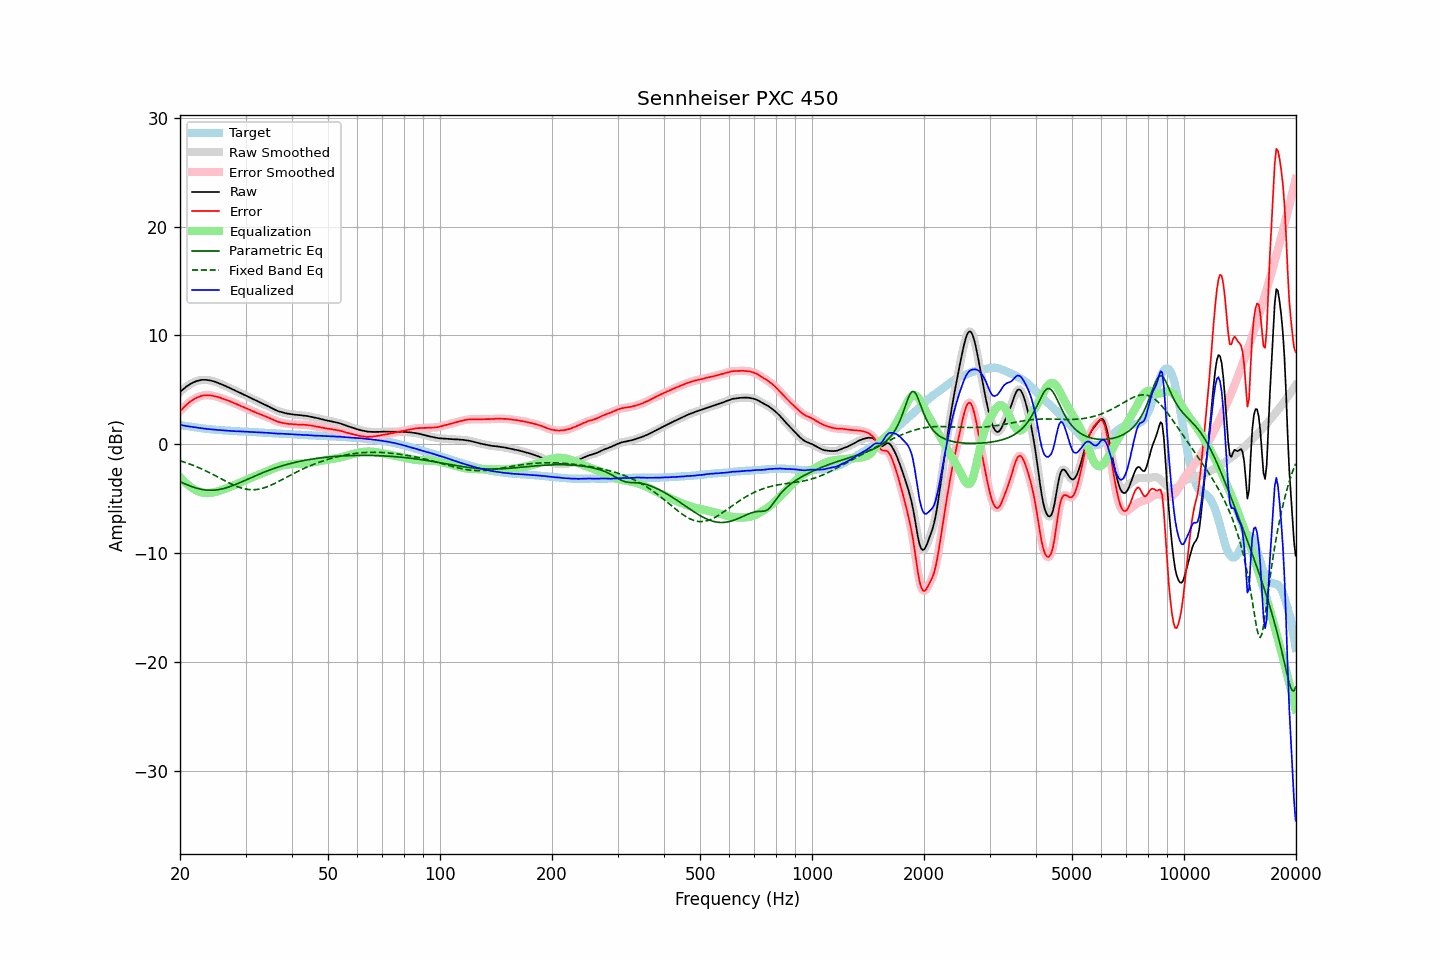 Sennheiser PXC 450
30
20
10
0
−10
−20
−30
Amplitude (dBr)
Target
Raw Smoothed
Error Smoothed
Raw
Error
Equalization
Parametric Eq
Fixed Band Eq
Equalized
20 50 100 200 500 1000 2000 5000 10000 20000
Frequency (Hz)